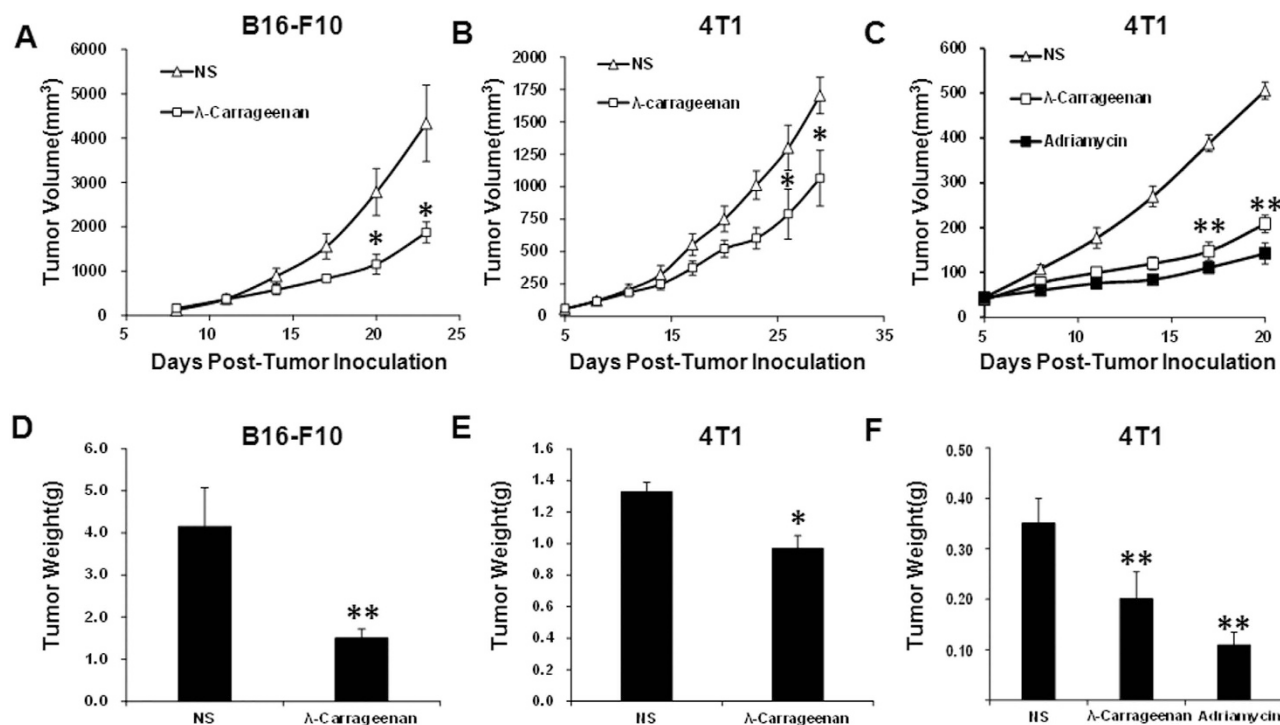 A
B16-F10
Tumor Volume(mm³)
6000
5000
4000
3000
2000
1000
0
NS
λ-Carrageenan
*
*
5
10
15
20
25
Days Post-Tumor Inoculation
B
4T1
Tumor Volume(mm³)
2000
1750
1500
1250
1000
750
500
250
0
NS
λ-carrageenan
*
*
5
15
25
35
Days Post-Tumor Inoculation
C
4T1
Tumor Volume(mm³)
600
500
400
300
200
100
0
NS
λ-Carrageenan
Adriamycin
**
**
5
10
15
20
Days Post-Tumor Inoculation
D
B16-F10
Tumor Weight(g)
6.0
5.0
4.0
3.0
2.0
1.0
0.0
**
NS
λ-Carrageenan
E
4T1
Tumor Weight(g)
1.6
1.4
1.2
1.0
0.8
0.6
0.4
0.2
0.0
*
NS
λ-Carrageenan
F
4T1
Tumor Weight(g)
0.50
0.40
0.30
0.20
0.10
**
**
NS
λ-Carrageenan
Adriamycin